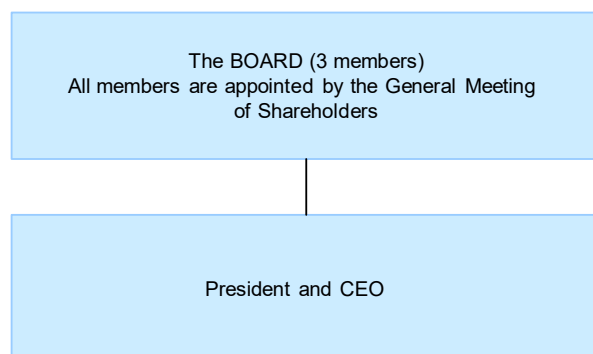 The BOARD (3 members)
All members are appointed by the General Meeting
of Shareholders
President and CEO